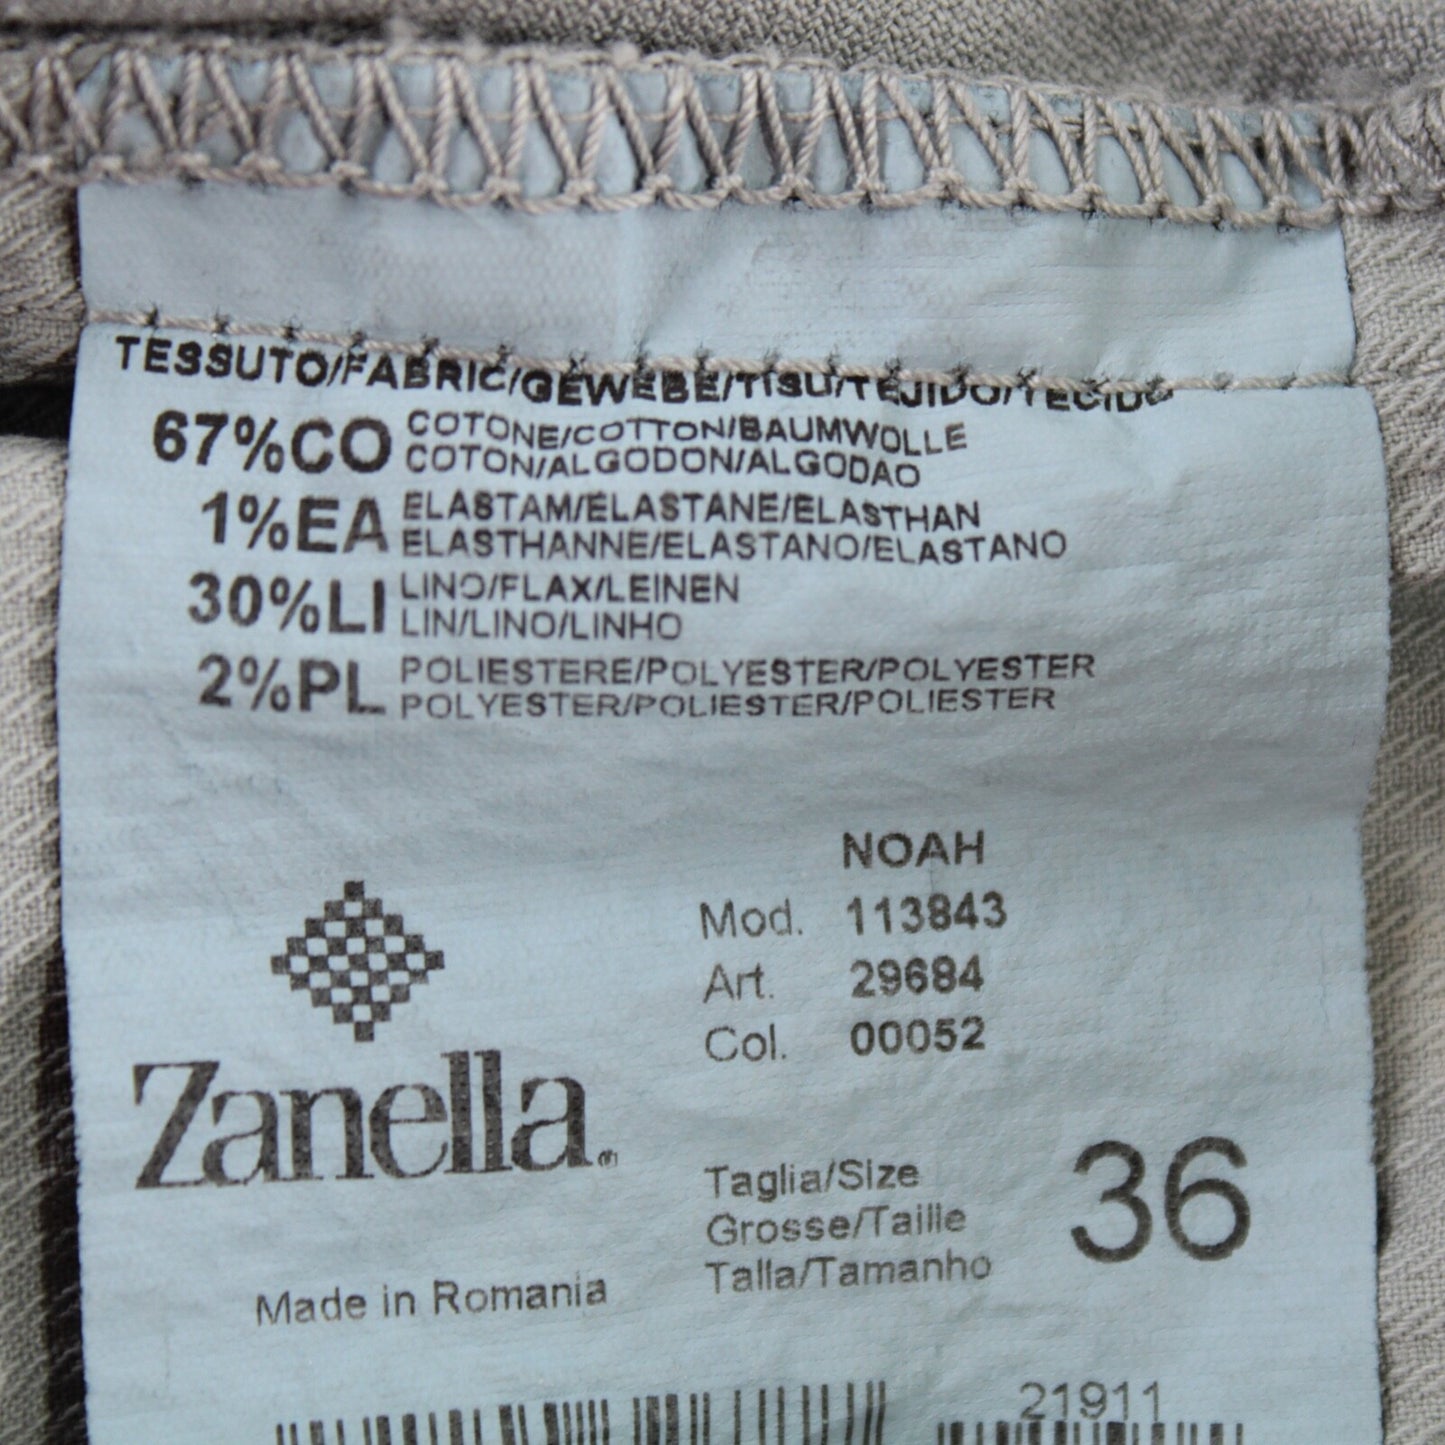 TESSUTO/FABRIC/GEWEBE/TISU/TEJIDO/TECIDO
67%CO COTONE/COTTON/BAUMWOLLE
COTON/ALGODON/ALGODAO
1%EA ELASTAM/ELASTANE/ELASTHAN
ELASTHANNE/ELASTANO/ELASTANO
30%LI LINO/FLAX/LEINEN
LIN/LINO/LINHO
2%PL POLIESTERE/POLYESTER/POLYESTER
POLYESTER/POLIESTER/POLIESTER
NOAH
Mod. 113843
Art. 29684
Col. 00052
Zanella®
Taglia/Size
Grosse/Taille
Talla/Tamanho
36
Made in Romania
21911